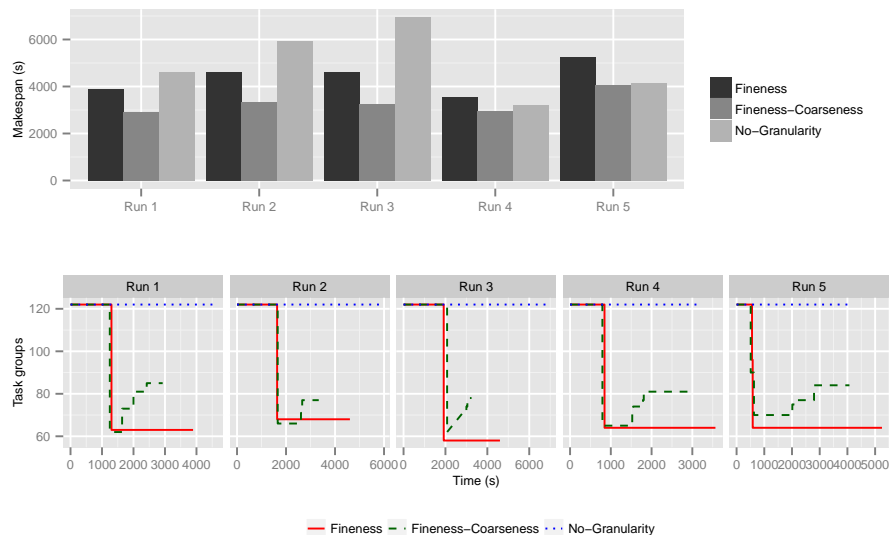 Makespan (s)
6000
4000
2000
0
Run 1 Run 2 Run 3 Run 4 Run 5
Fineness
Fineness−Coarseness
No−Granularity
Task groups
Run 1 Run 2 Run 3 Run 4 Run 5
120
100
80
60
0 1000 2000 3000 4000 0 2000 4000 6000 0 2000 4000 6000 0 1000 2000 3000 0 1000 2000 3000 4000 5000
Time (s)
Fineness Fineness−Coarseness No−Granularity